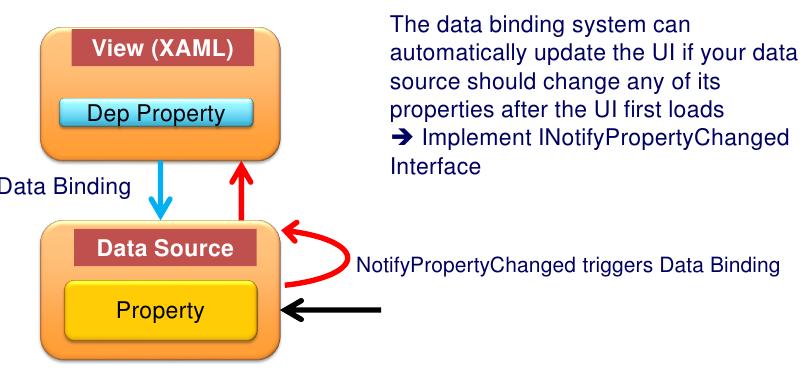 View (XAML)
Dep Property
Data Binding
Data Source
Property
The data binding system can
automatically update the UI if your data
source should change any of its
properties after the UI first loads
➔ Implement INotifyPropertyChanged
Interface
NotifyPropertyChanged triggers Data Binding